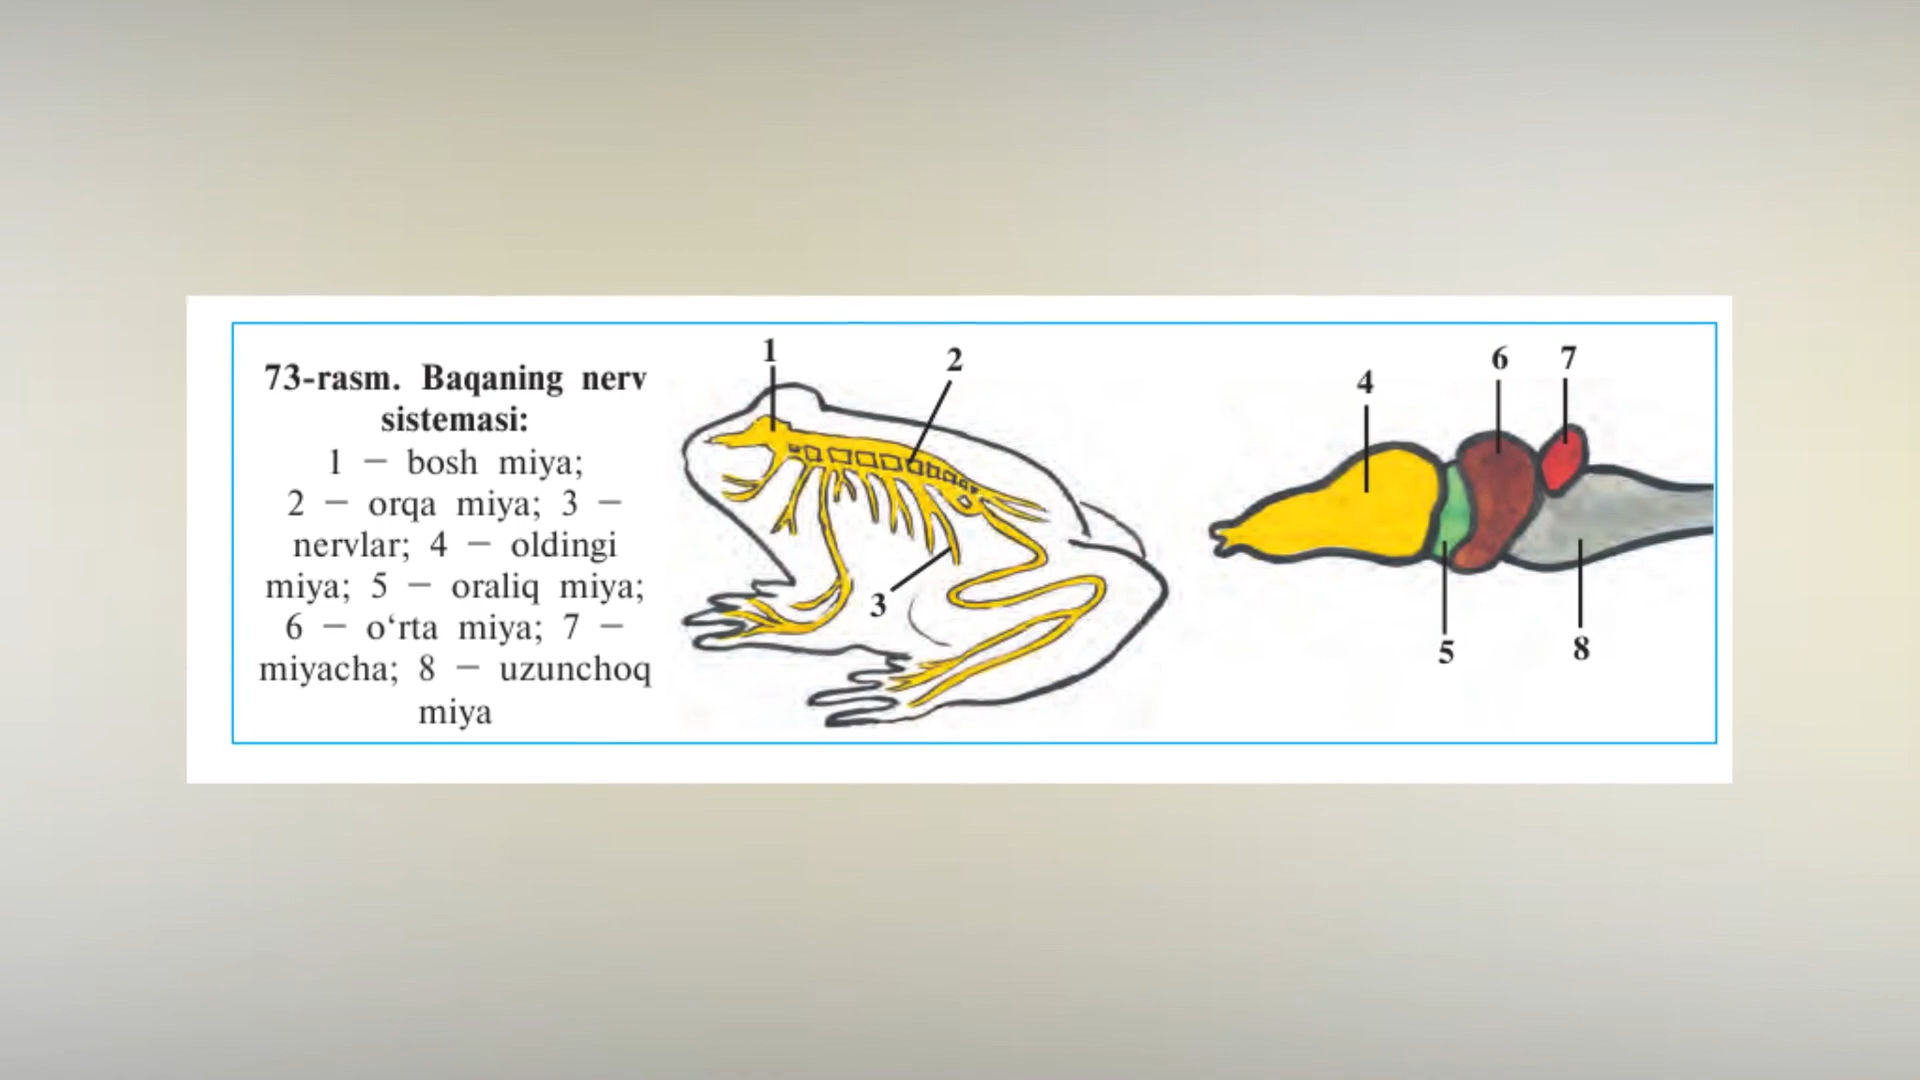 73-rasm. Baqaning nerv
sistemasi:
1 — bosh miya;
2 — orqa miya; 3 —
nervlar; 4 — oldingi
miya; 5 — oraliq miya;
6 — o‘rta miya; 7 —
miyacha; 8 — uzunchoq
miya
1
2
3
4
6
7
5
8